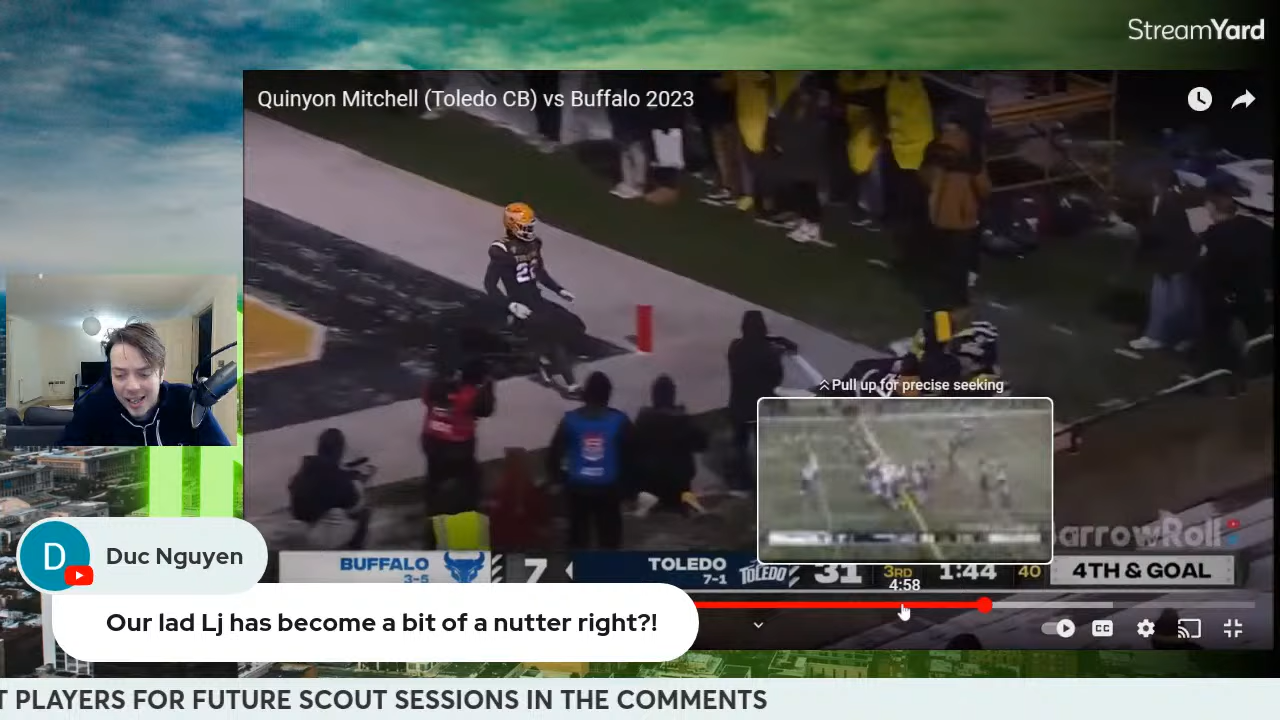 StreamYard
Quinyon Mitchell (Toledo CB) vs Buffalo 2023
Pull up for precise seeking
BUFFALO
3-5
7
TOLEDO
7-1
TOLEDO
31
3RD
1:44
40
4TH & GOAL
arrowRoll
4:58
CC
D
Duc Nguyen
Our lad Lj has become a bit of a nutter right?!
T PLAYERS FOR FUTURE SCOUT SESSIONS IN THE COMMENTS